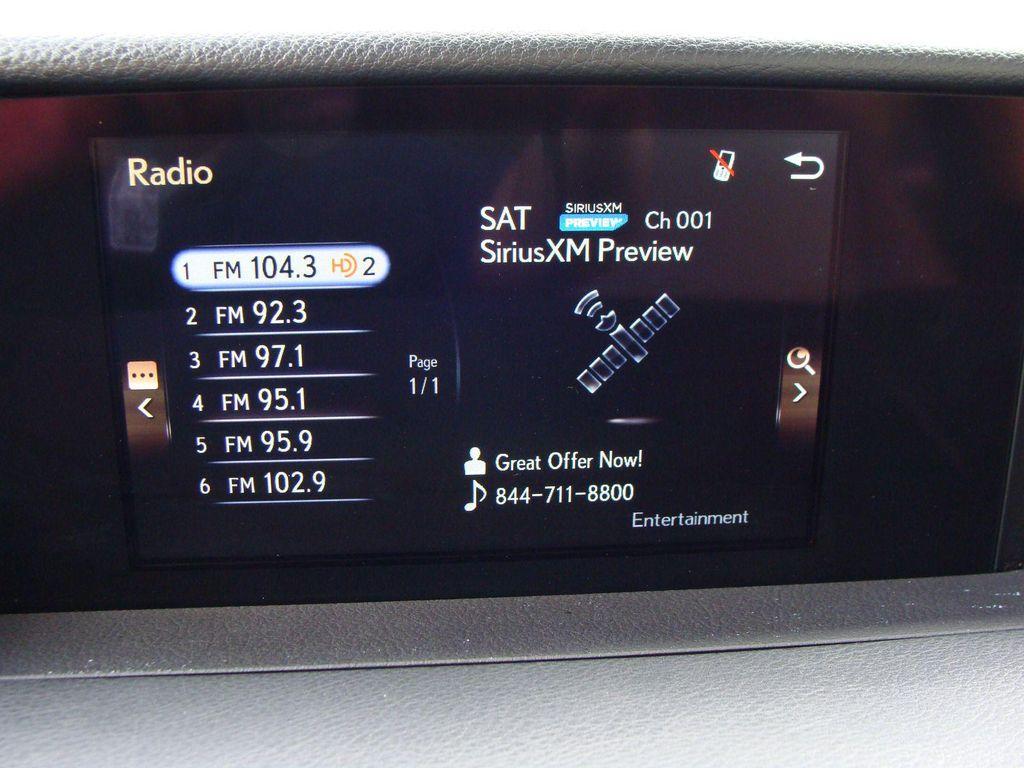 Radio
SAT SIRIUSXM PREVIEW Ch 001
SiriusXM Preview
1 FM 104.3 HD 2
2 FM 92.3
3 FM 97.1
4 FM 95.1
5 FM 95.9
6 FM 102.9
Page
1/1
Great Offer Now!
844-711-8800
Entertainment